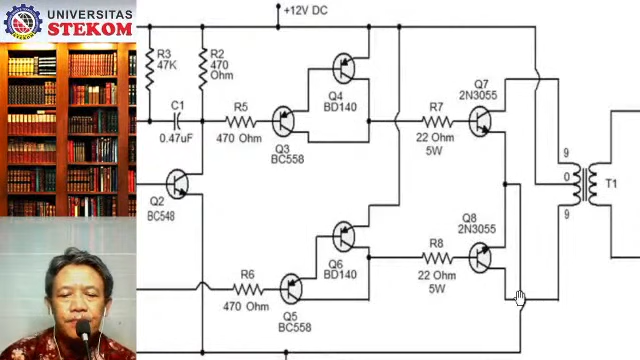 UNIVERSITAS
STEKOM
+12V DC
R3
47K
R2
470
Ohm
Q4
BD140
Q7
2N3055
C1
0.47uF
R5
470 Ohm
Q3
BC558
R7
22 Ohm
5W
9
0
9
T1
Q2
BC548
Q8
2N3055
Q6
BD140
R8
22 Ohm
5W
R6
470 Ohm
Q5
BC558